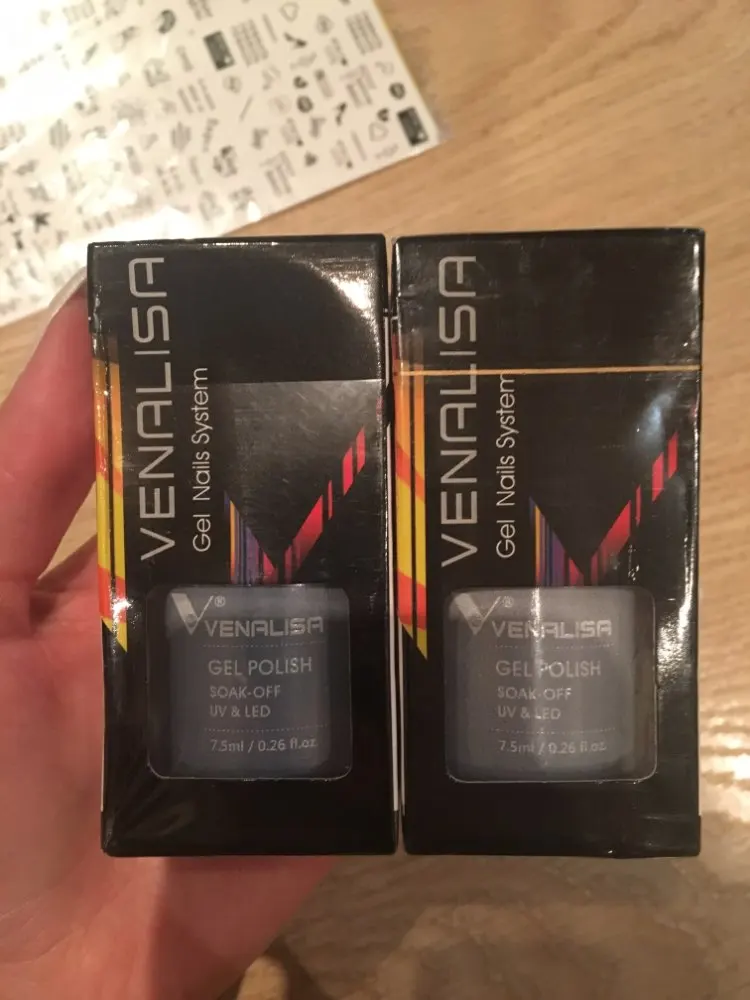 VENALISA
Gel Nails System
V®
VENALISA
GEL POLISH
SOAK-OFF
UV & LED
7.5ml / 0.26 fl.oz
VENALISA
Gel Nails System
V®
VENALISA
GEL POLISH
SOAK-OFF
UV & LED
7.5ml / 0.26 fl.oz